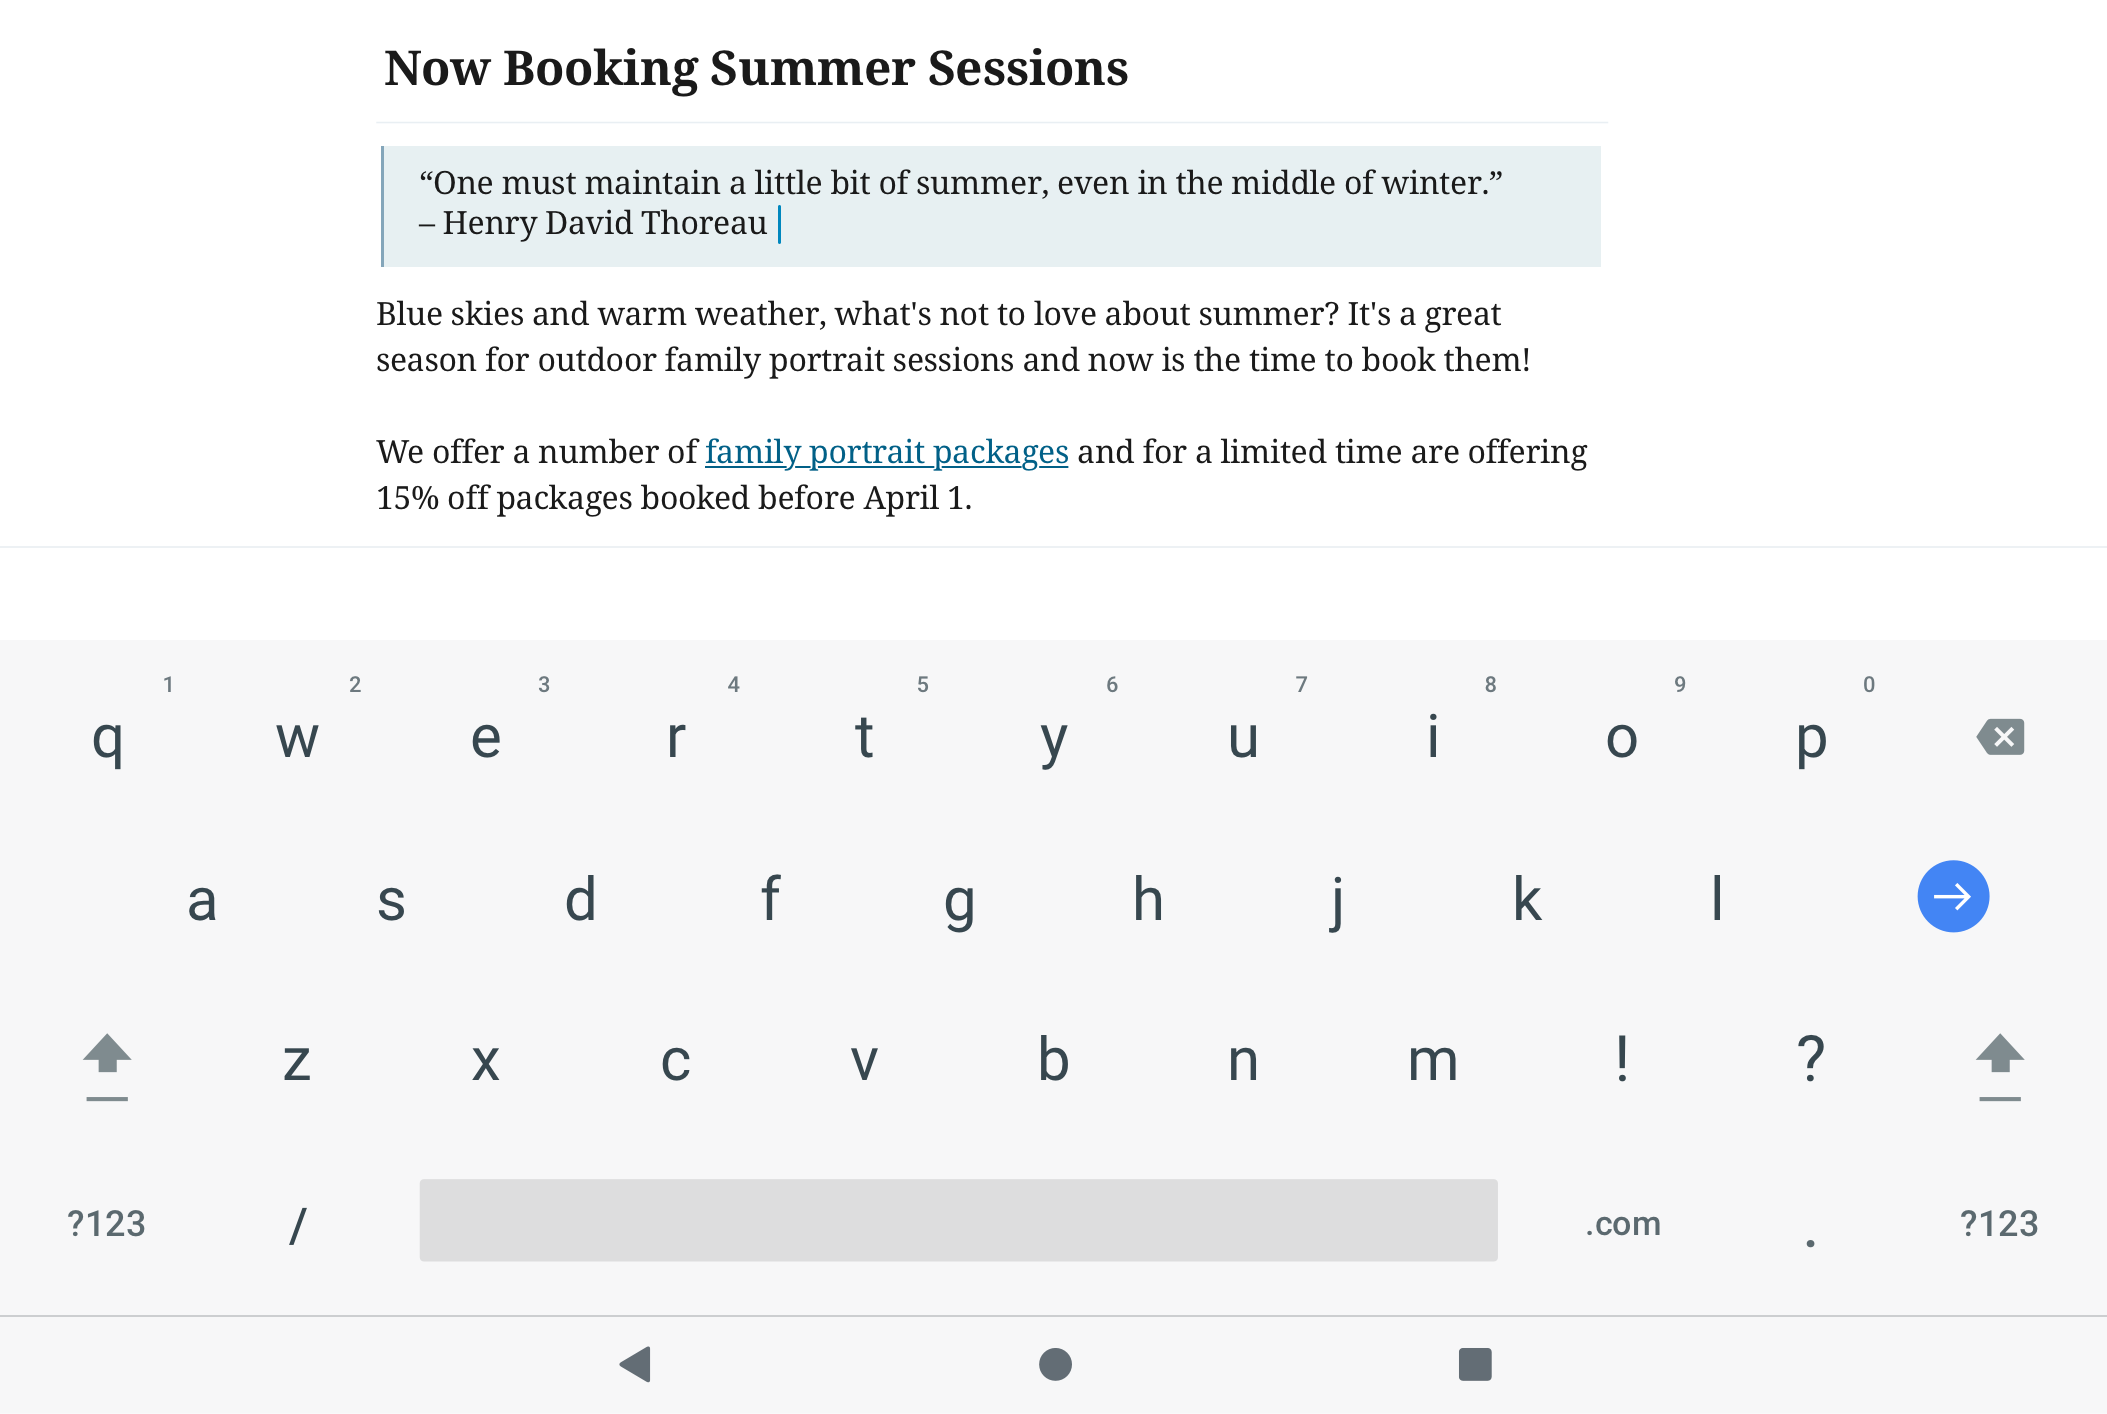 Now Booking Summer Sessions
“One must maintain a little bit of summer, even in the middle of winter.”
– Henry David Thoreau
Blue skies and warm weather, what's not to love about summer? It's a great
season for outdoor family portrait sessions and now is the time to book them!
We offer a number of family portrait packages and for a limited time are offering
15% off packages booked before April 1.
1 2 3 4 5 6 7 8 9 0
q w e r t y u i o p
a s d f g h j k l
z x c v b n m ! ?
?123 / .com . ?123